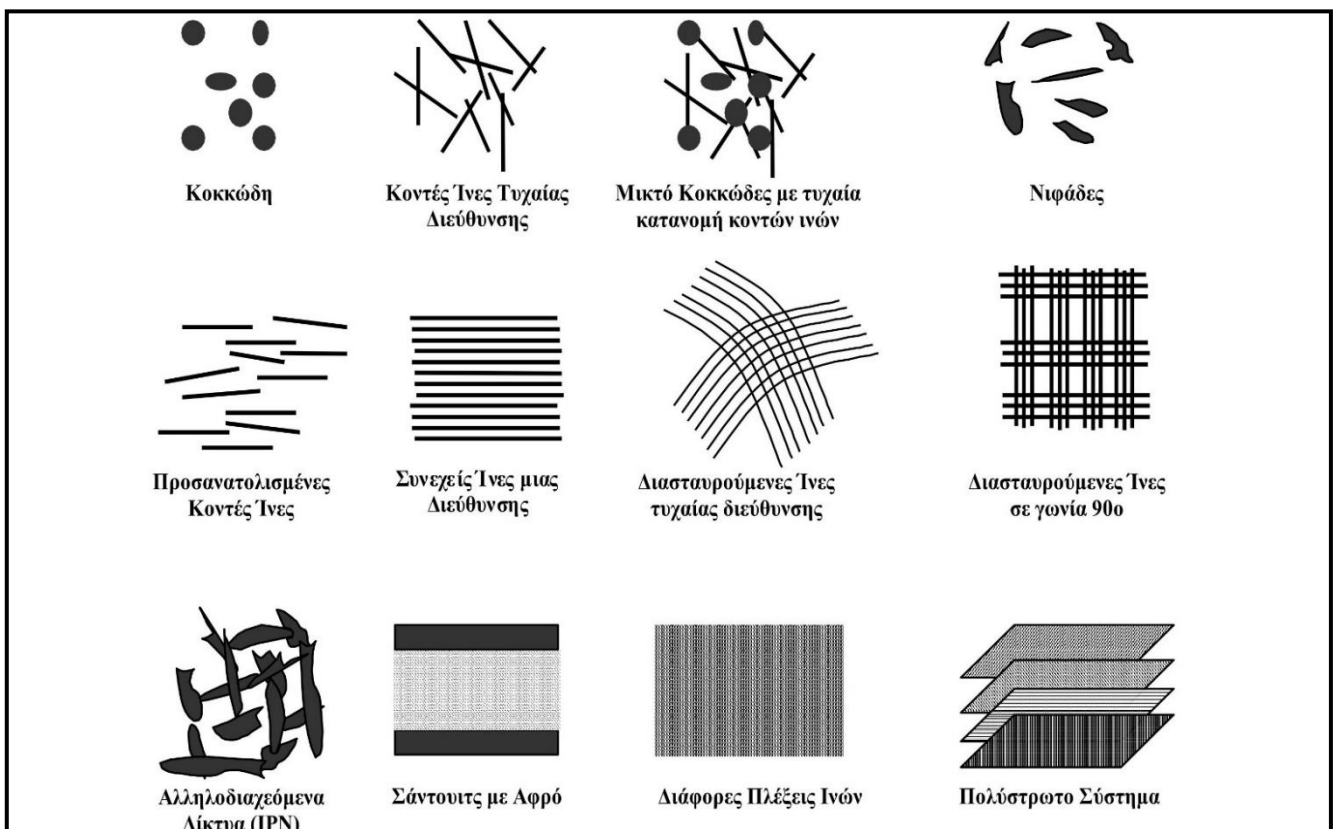 Κοκκώδη
Κοντές Ίνες Τυχαίας
Διεύθυνσης
Μικτό Κοκκώδες με τυχαία
κατανομή κοντών ινών
Νιφάδες
Προσανατολισμένες
Κοντές Ίνες
Συνεχείς Ίνες μιας
Διεύθυνσης
Διασταυρούμενες Ίνες
τυχαίας διεύθυνσης
Διασταυρούμενες Ίνες
σε γωνία 90ο
Αλληλοδιαχεόμενα
Δίκτυα (IPN)
Σάντουιτς με Αφρό
Διάφορες Πλέξεις Ινών
Πολύστρωτο Σύστημα